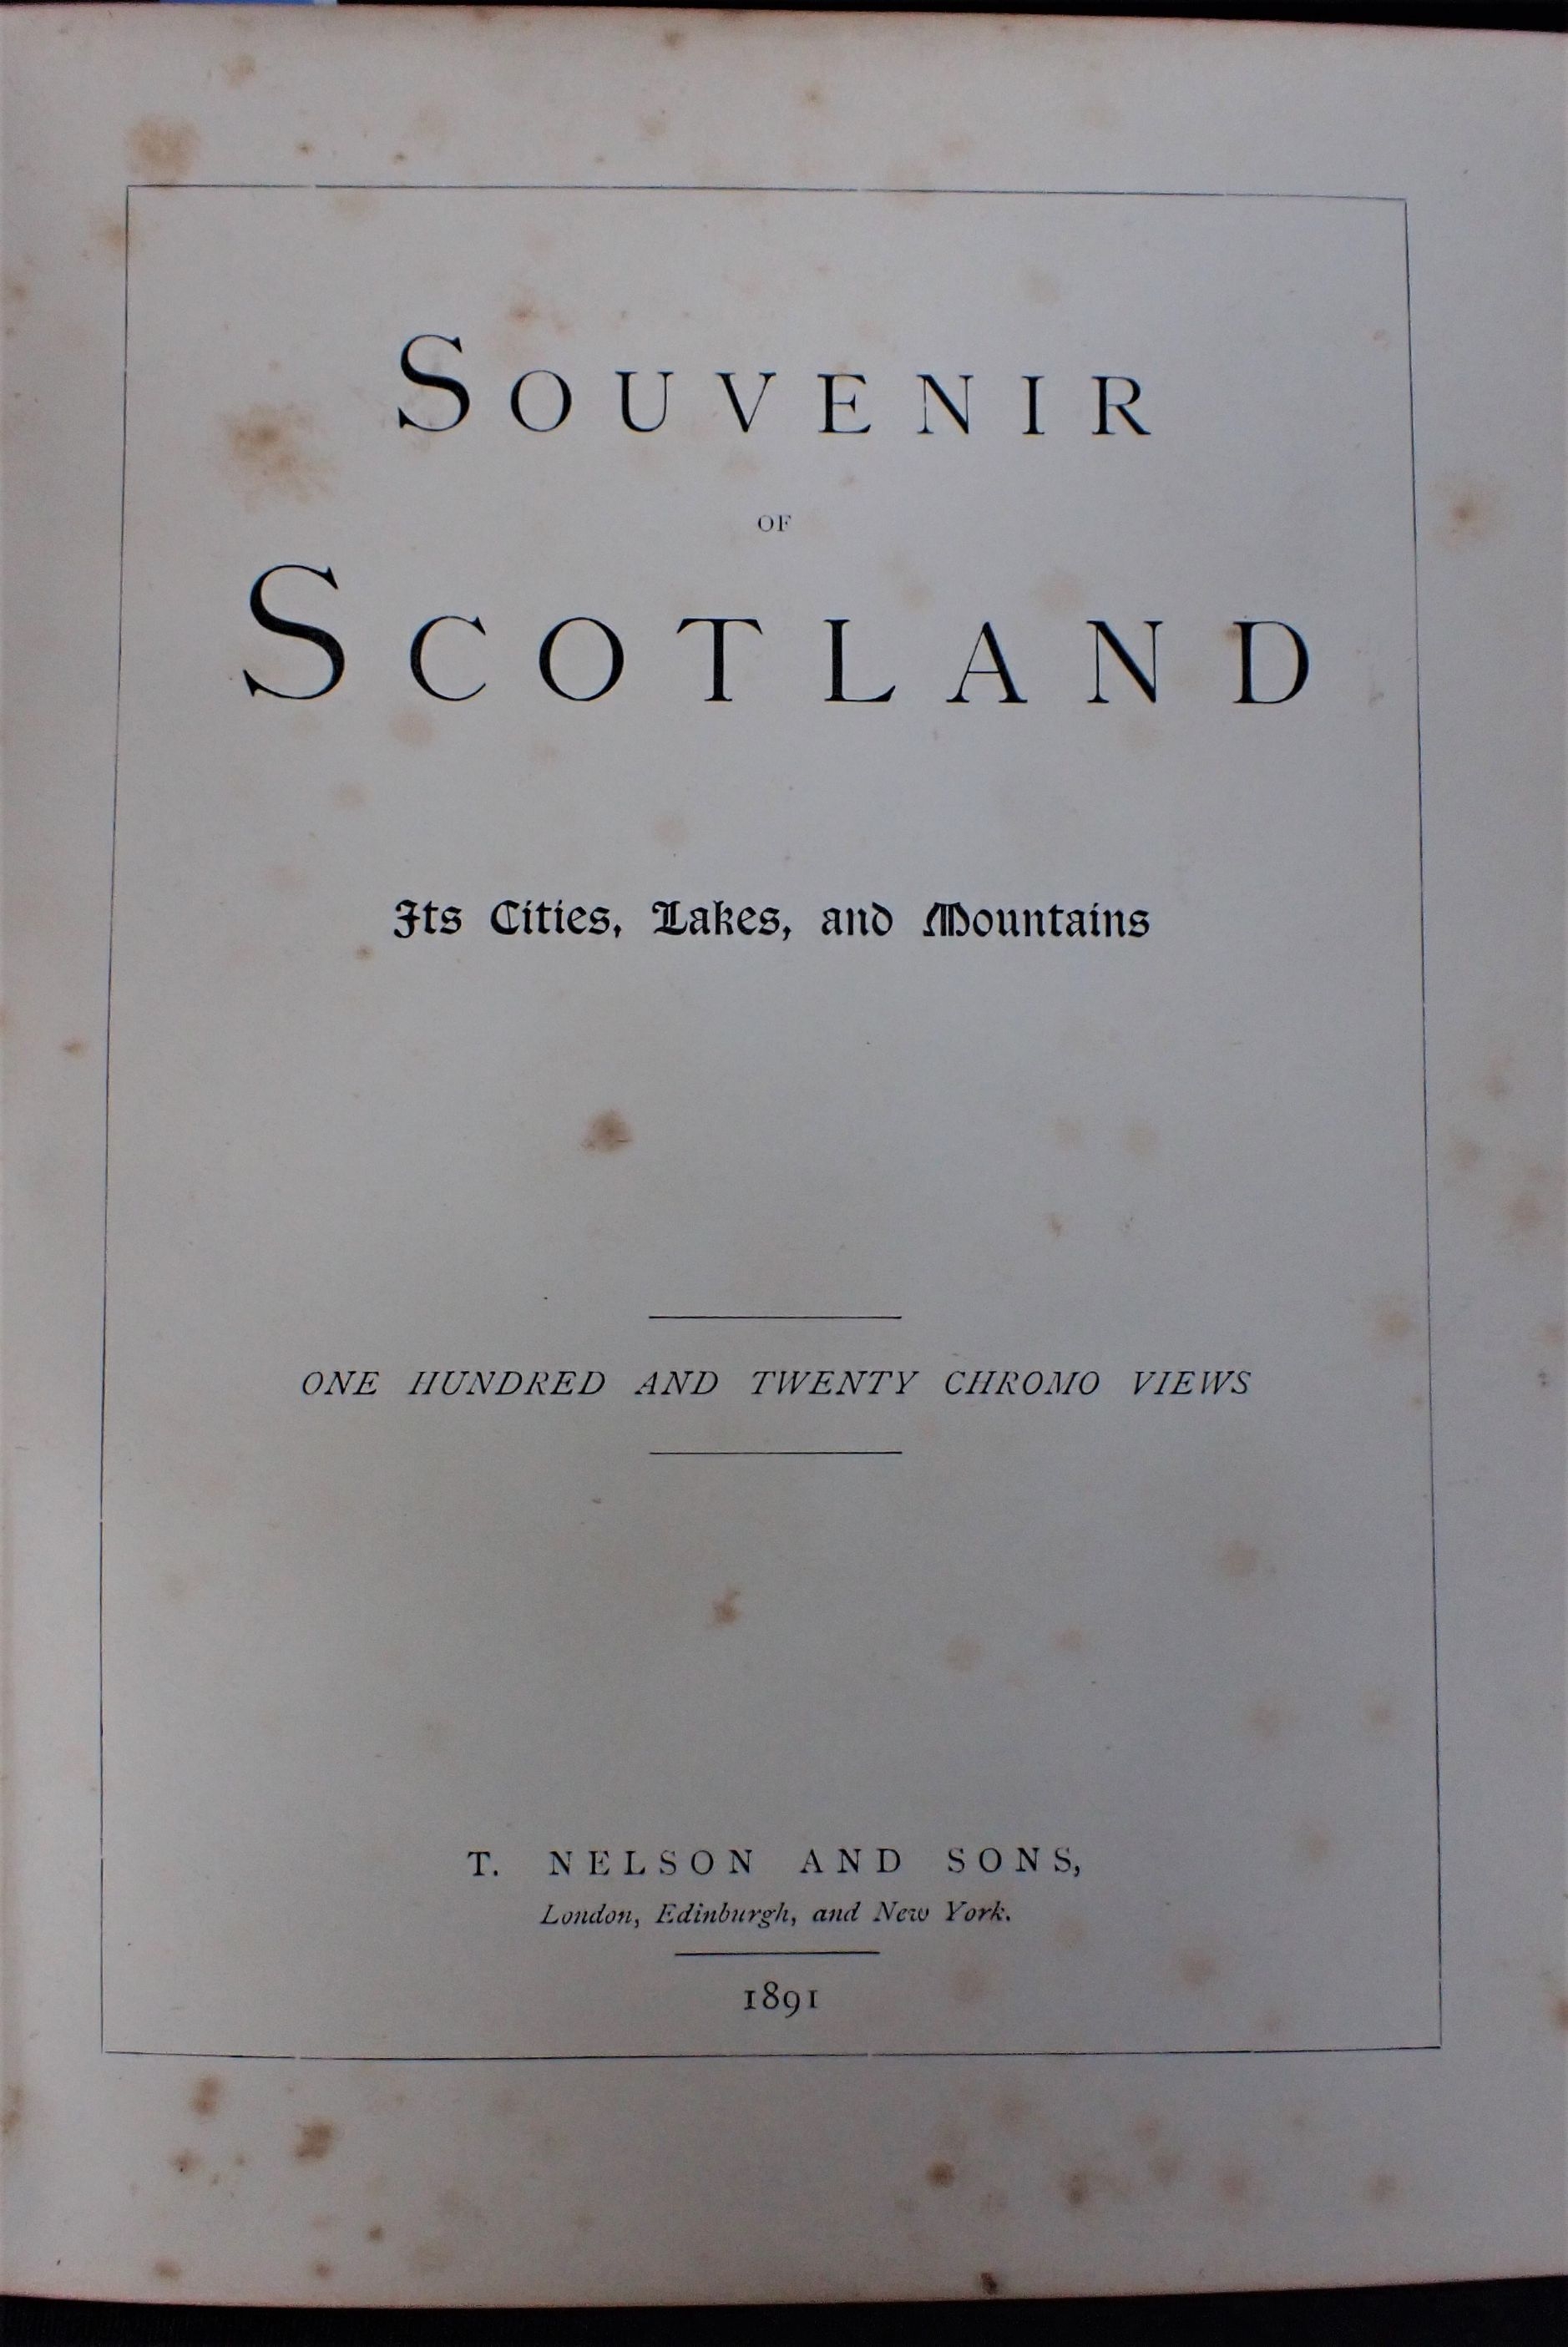 SOUVENIR
OF
SCOTLAND
Its Cities, Lakes, and Mountains
ONE HUNDRED AND TWENTY CHROMO VIEWS
T. NELSON AND SONS,
London, Edinburgh, and New York.
1891